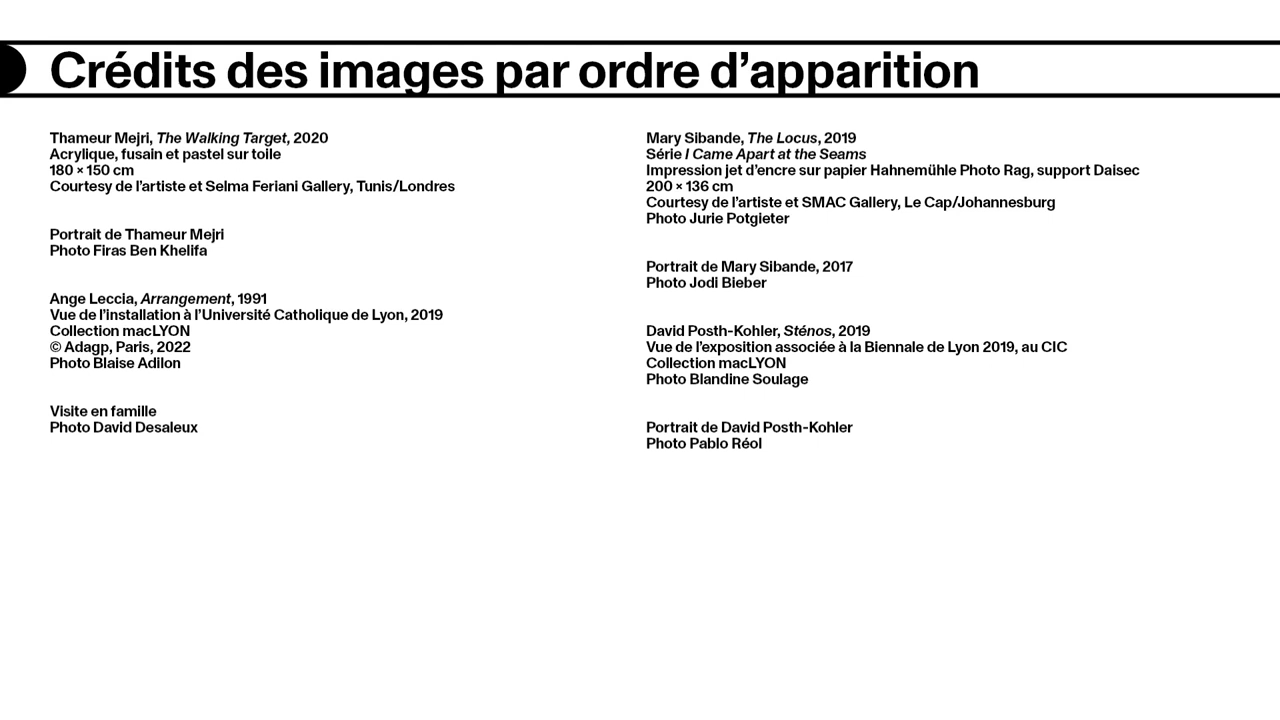 Crédits des images par ordre d’apparition
Thameur Mejri, The Walking Target, 2020
Acrylique, fusain et pastel sur toile
180 × 150 cm
Courtesy de l’artiste et Selma Feriani Gallery, Tunis/Londres
Portrait de Thameur Mejri
Photo Firas Ben Khelifa
Ange Leccia, Arrangement, 1991
Vue de l’installation à l’Université Catholique de Lyon, 2019
Collection macLYON
© Adagp, Paris, 2022
Photo Blaise Adilon
Visite en famille
Photo David Desaleux
Mary Sibande, The Locus, 2019
Série I Came Apart at the Seams
Impression jet d’encre sur papier Hahnemühle Photo Rag, support Daisec
200 × 136 cm
Courtesy de l’artiste et SMAC Gallery, Le Cap/Johannesburg
Photo Jurie Potgieter
Portrait de Mary Sibande, 2017
Photo Jodi Bieber
David Posth-Kohler, Sténos, 2019
Vue de l’exposition associée à la Biennale de Lyon 2019, au CIC
Collection macLYON
Photo Blandine Soulage
Portrait de David Posth-Kohler
Photo Pablo Réol